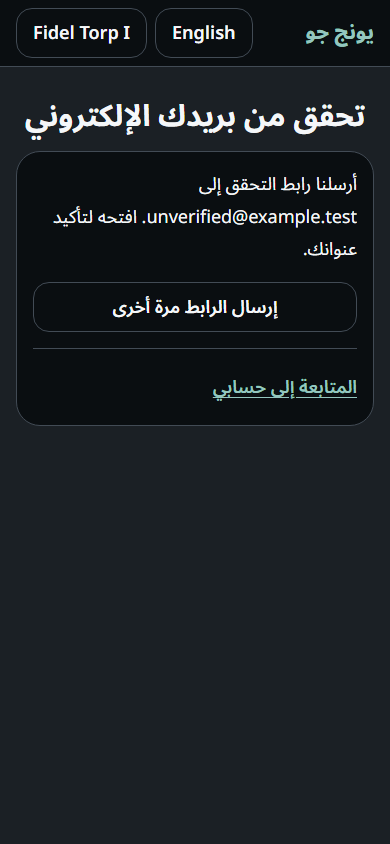 يونج جو
English
Fidel Torp I
تحقق من بريدك الإلكتروني
أرسلنا رابط التحقق إلى
unverified@example.test. افتحه لتأكيد
عنوانك.
إرسال الرابط مرة أخرى
المتابعة إلى حسابي